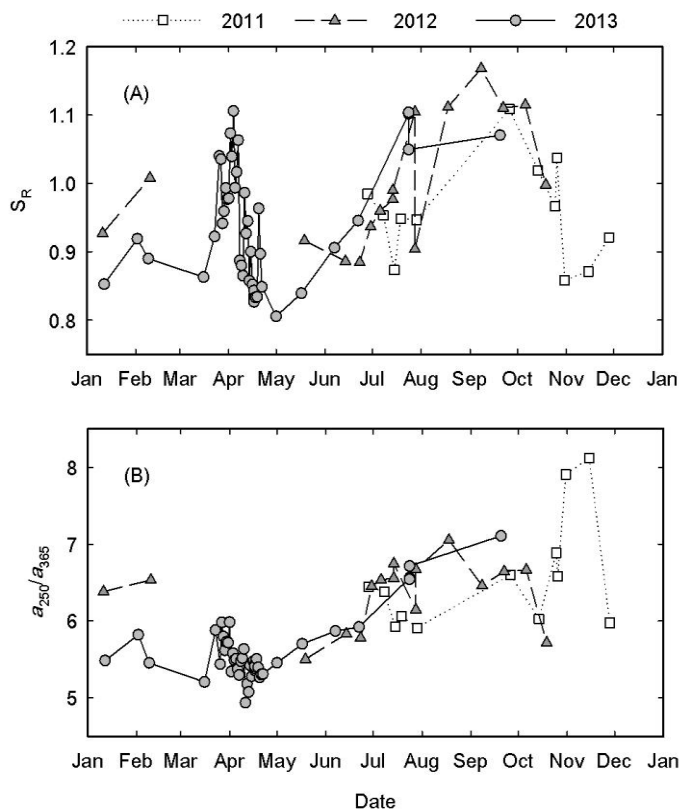 2011 2012 2013
1.2
(A)
1.1
1.0
S_R
0.9
0.8
Jan Feb Mar Apr May Jun Jul Aug Sep Oct Nov Dec Jan
(B)
8
7
a_250/a_365
6
5
Jan Feb Mar Apr May Jun Jul Aug Sep Oct Nov Dec Jan
Date